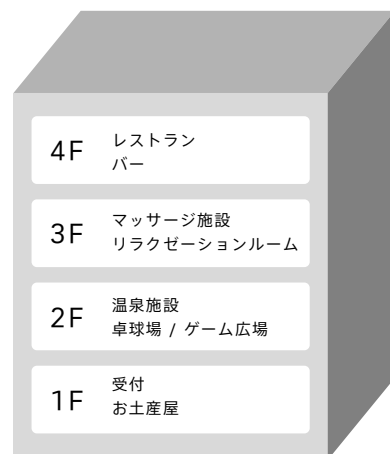 4F
レストラン
バー
3F
マッサージ施設
リラクゼーションルーム
2F
温泉施設
卓球場 / ゲーム広場
1F
受付
お土産屋